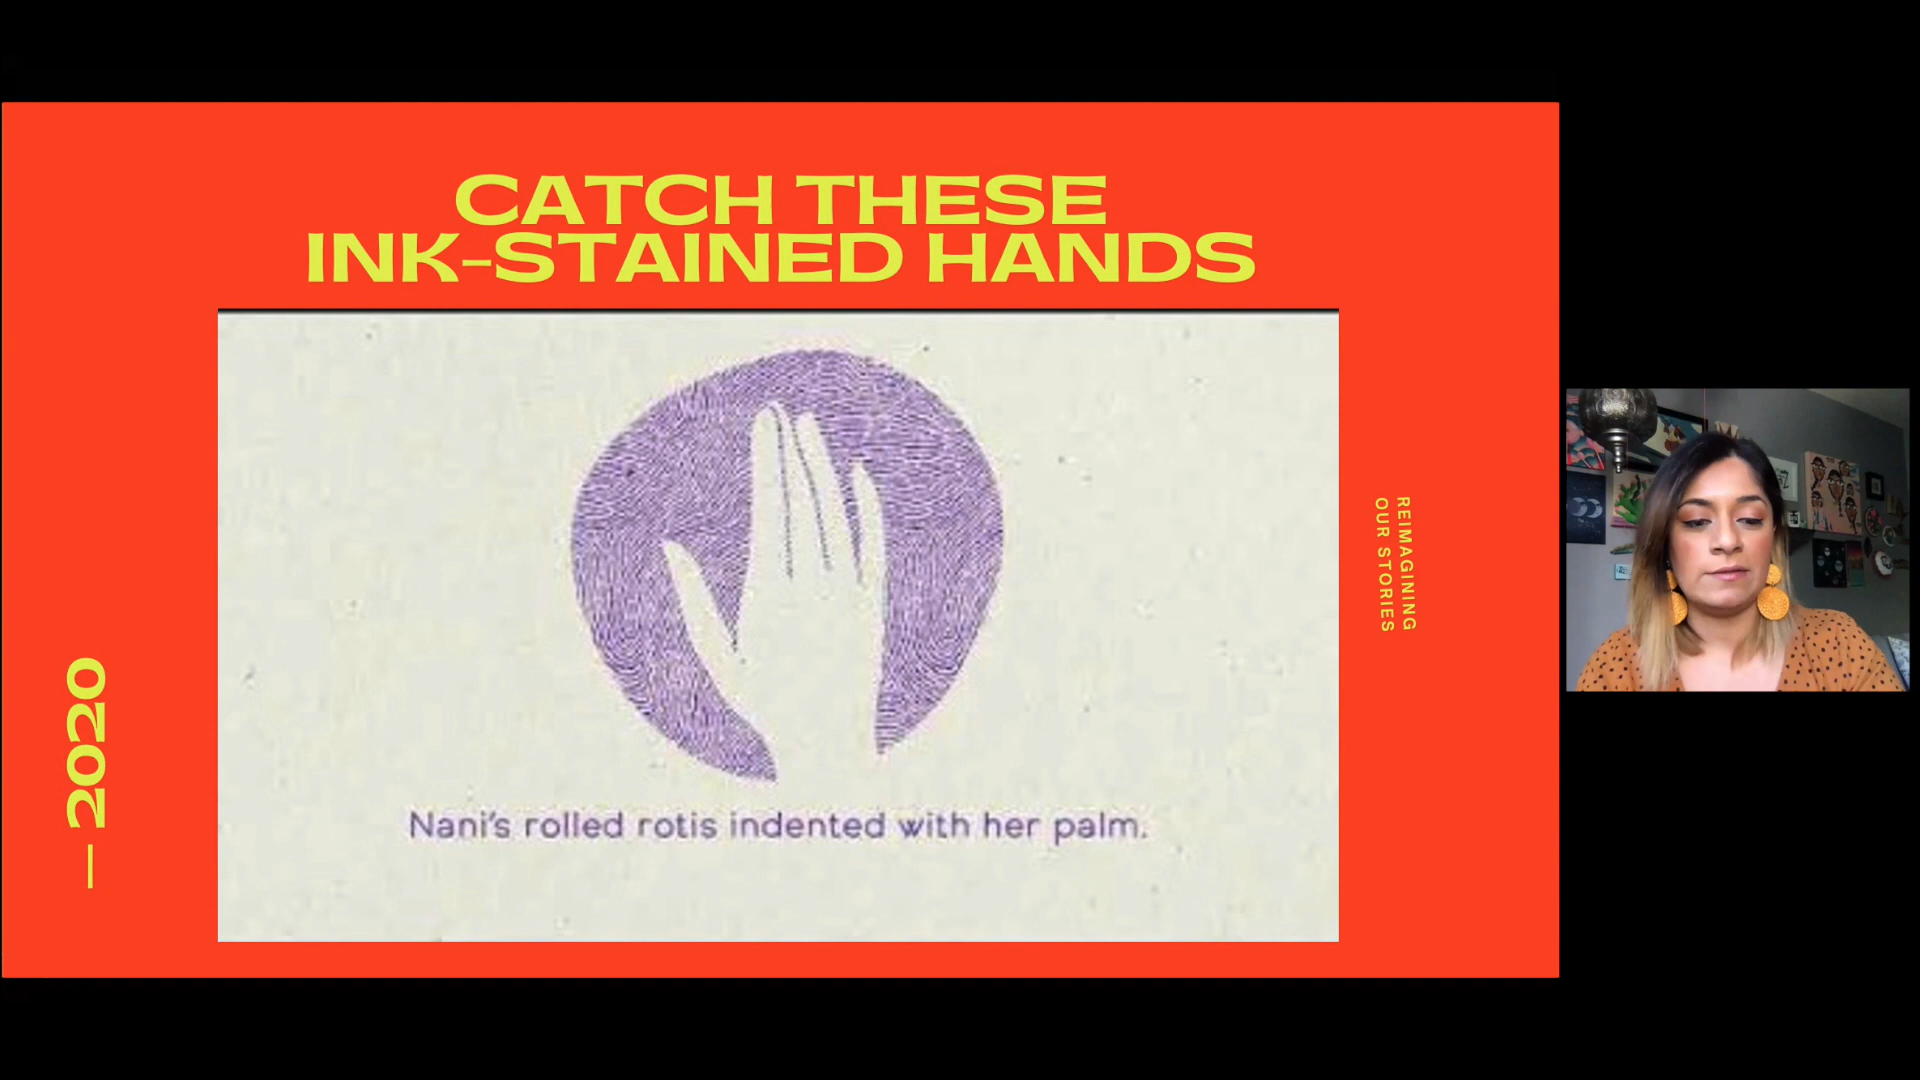 CATCH THESE
INK-STAINED HANDS
Nani's rolled rotis indented with her palm.
— 2020
REIMAGINING
OUR STORIES